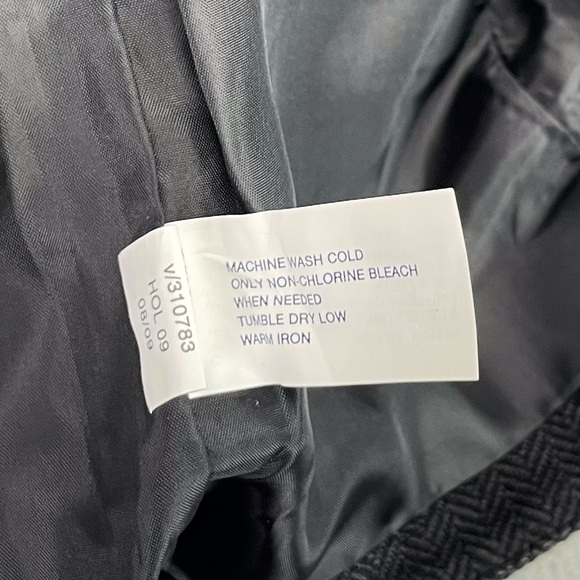 V/310783
HOL 09
08/09
MACHINE WASH COLD
ONLY NON-CHLORINE BLEACH
WHEN NEEDED
TUMBLE DRY LOW
WARM IRON